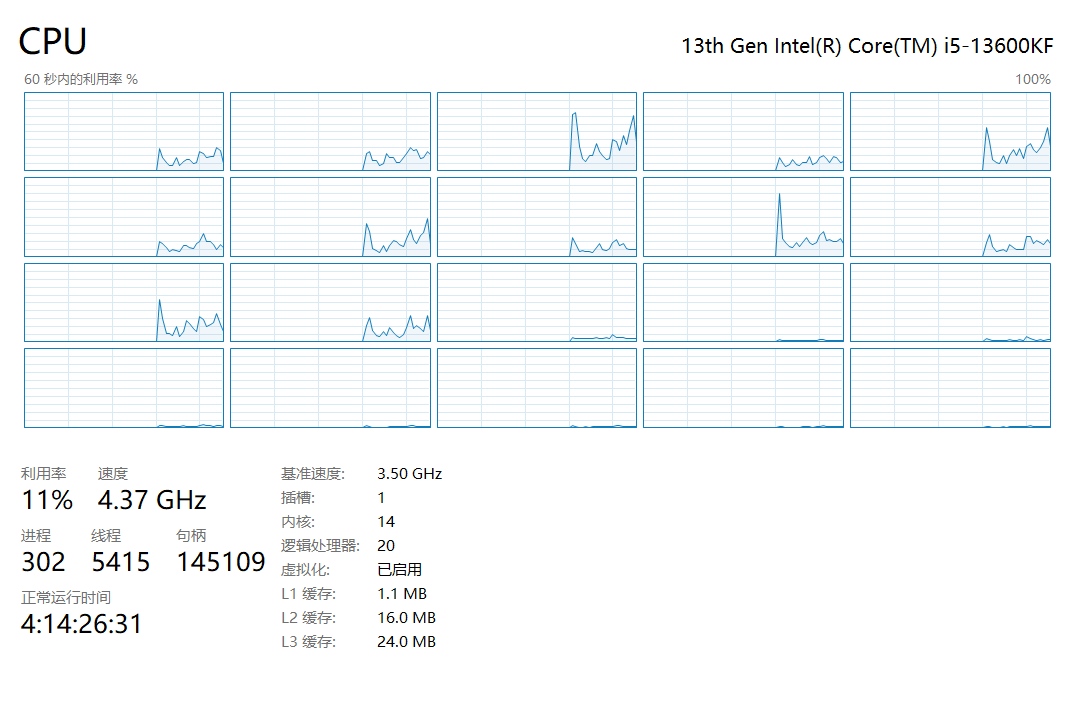 CPU
13th Gen Intel(R) Core(TM) i5-13600KF
60 秒内的利用率 %
100%
利用率 速度
11% 4.37 GHz
进程 线程 句柄
302 5415 145109
正常运行时间
4:14:26:31
基准速度: 3.50 GHz
插槽: 1
内核: 14
逻辑处理器: 20
虚拟化: 已启用
L1 缓存: 1.1 MB
L2 缓存: 16.0 MB
L3 缓存: 24.0 MB